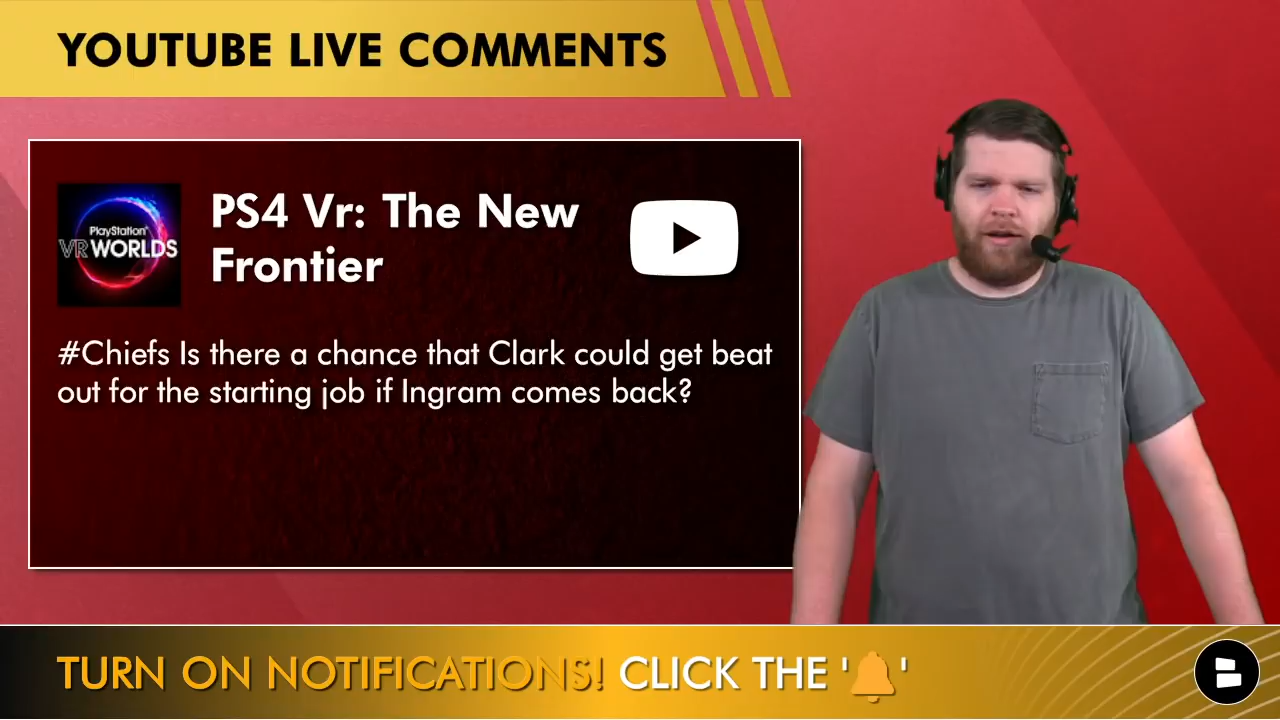 YOUTUBE LIVE COMMENTS
PlayStation
VR WORLDS
PS4 Vr: The New
Frontier
#Chiefs Is there a chance that Clark could get beat
out for the starting job if Ingram comes back?
TURN ON NOTIFICATIONS! CLICK THE ' '